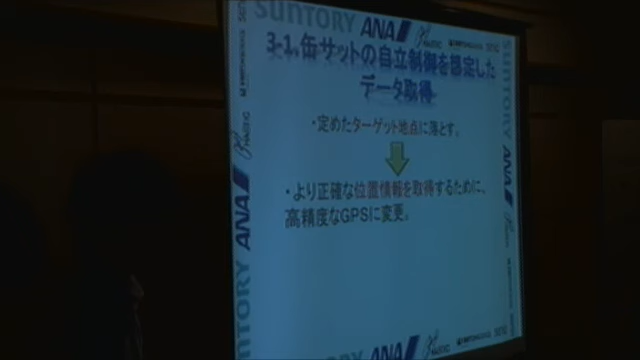 SUNTORY ANA HASTIC
3-1.缶サットの自立制御を想定した
データ取得
・定めたターゲット地点に落とす。
・より正確な位置情報を取得するために、
高精度なGPSに変更。
SUNTORY ANA
SUNTORY ANA HASTIC
ANA